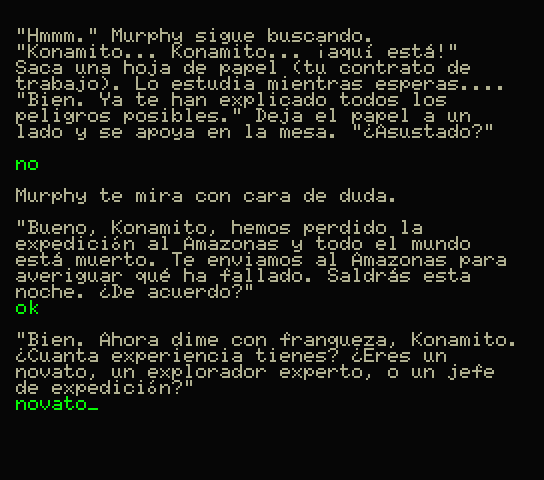 "Hmmm." Murphy sigue buscando.
"Konamito... Konamito... ¡aquí está!"
Saca una hoja de papel (tu contrato de
trabajo). Lo estudia mientras esperas....
"Bien. Ya te han explicado todos los
peligros posibles." Deja el papel a un
lado y se apoya en la mesa. "¿Asustado?"
no
Murphy te mira con cara de duda.
"Bueno, Konamito, hemos perdido la
expedición al Amazonas y todo el mundo
está muerto. Te enviamos al Amazonas para
averiguar qué ha fallado. Saldrás esta
noche. ¿De acuerdo?"
ok
"Bien. Ahora dime con franqueza, Konamito.
¿Cuanta experiencia tienes? ¿Eres un
novato, un explorador experto, o un jefe
de expedición?"
novato_